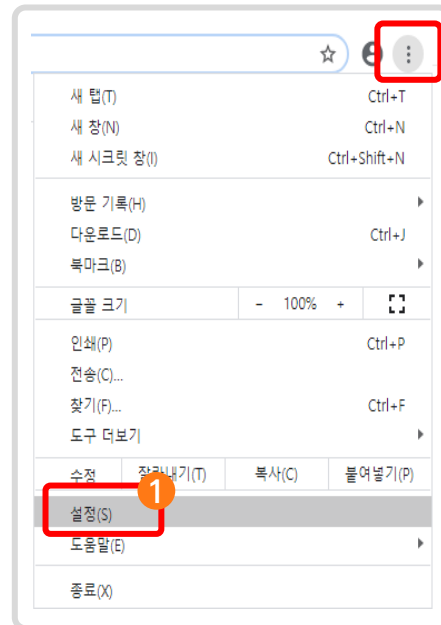 새 탭(T) Ctrl+T
새 창(N) Ctrl+N
새 시크릿 창(I) Ctrl+Shift+N
방문 기록(H)
다운로드(D) Ctrl+J
북마크(B)
글꼴 크기 - 100% +
인쇄(P) Ctrl+P
전송(C)...
찾기(F)... Ctrl+F
도구 더보기
수정 잘라내기(T) 복사(C) 붙여넣기(P)
1
설정(S)
도움말(E)
종료(X)